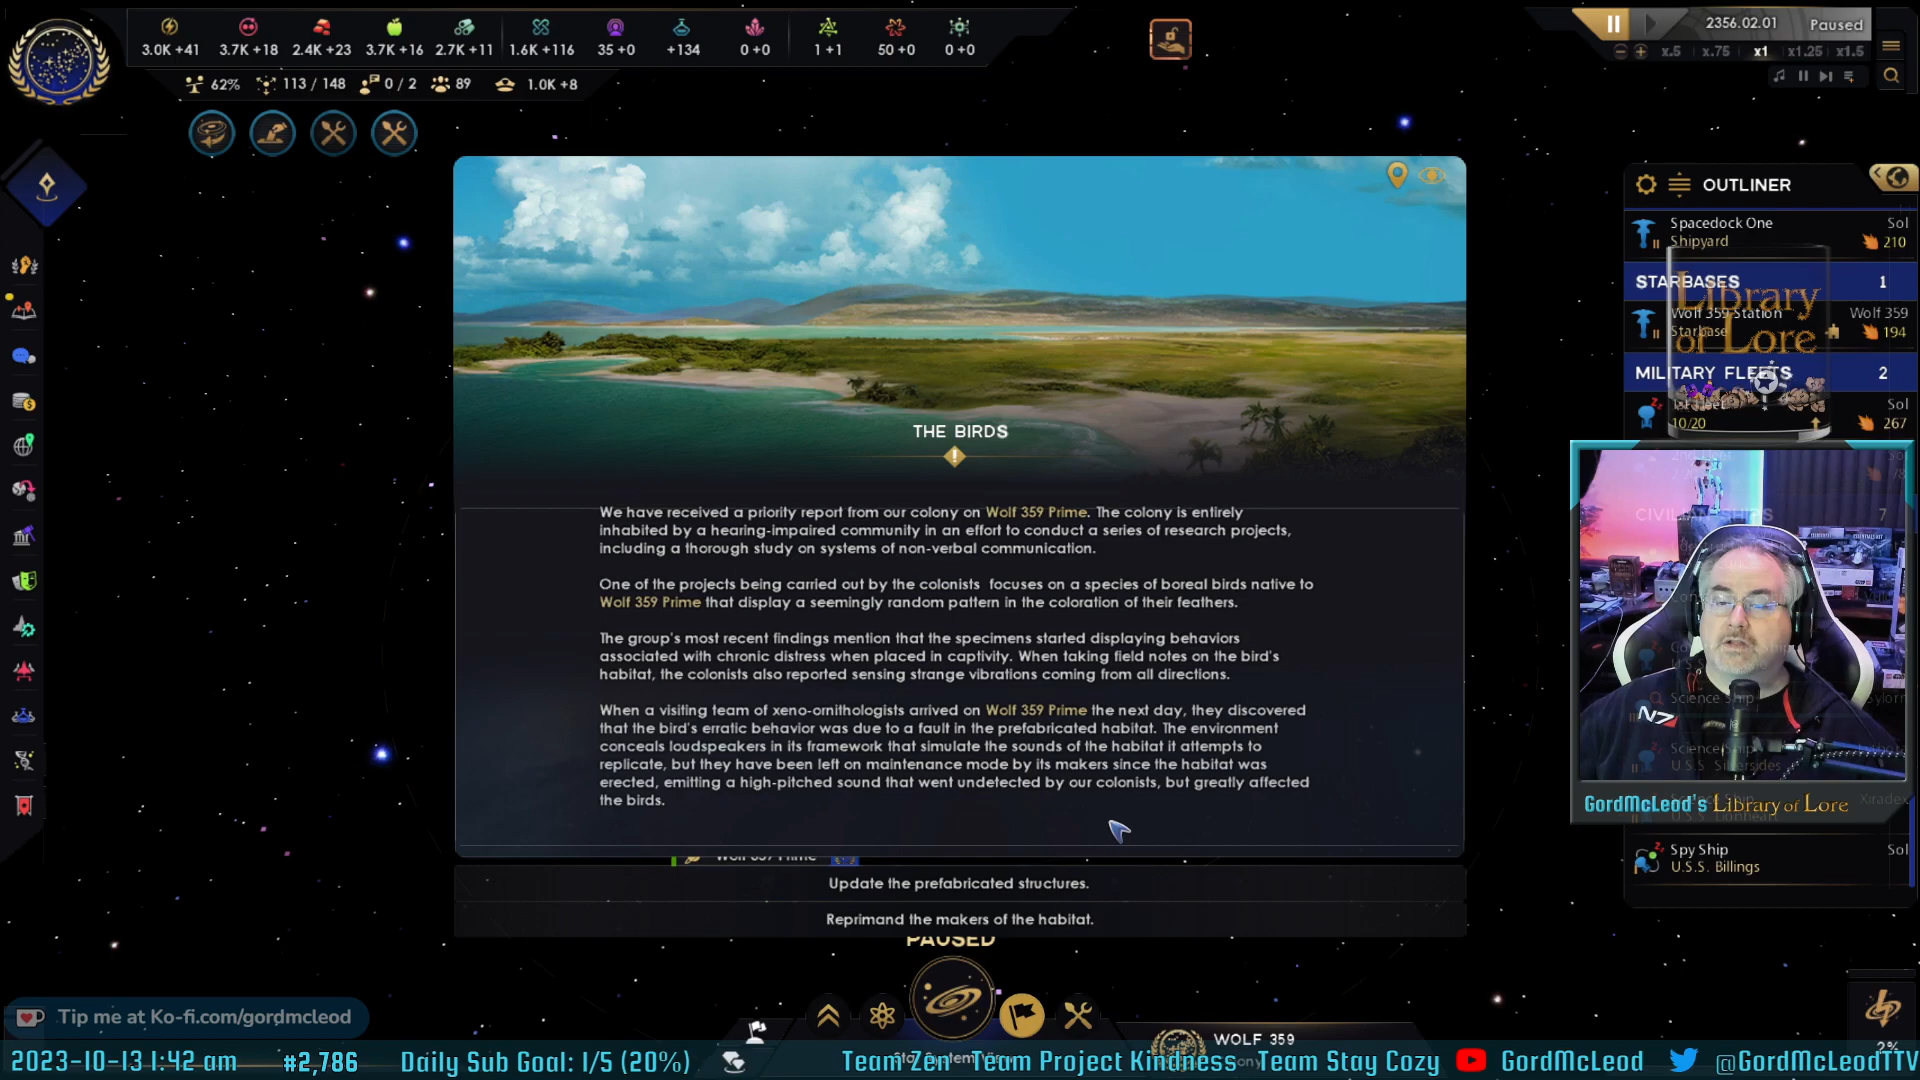 3.0K +41 3.7K +18 2.4K +23 3.7K +16 2.7K +11 1.6K +116 35 +0 +134 0 +0 1 +1 50 +0 0 +0
62% 113 / 148 0 / 2 89 1.0K +8
2356.02.01 Paused
x.5 x.75 x1 x1.25 x1.5
OUTLINER
Spacedock One Sol
Shipyard 210
STARBASES 1
Wolf 359 Station Wolf 359
Starbase 194
MILITARY FLEETS 2
1st Fleet Sol
10/20 267
Library
of Lore
CIVILIAN SHIPS 7
Science Ship
Science Ship
U.S.S.
N7
GordMcLeod's Library of Lore
Spy Ship Sol
U.S.S. Billings
THE BIRDS
We have received a priority report from our colony on Wolf 359 Prime. The colony is entirely
inhabited by a hearing-impaired community in an effort to conduct a series of research projects,
including a thorough study on systems of non-verbal communication.
One of the projects being carried out by the colonists focuses on a species of boreal birds native to
Wolf 359 Prime that display a seemingly random pattern in the coloration of their feathers.
The group's most recent findings mention that the specimens started displaying behaviors
associated with chronic distress when placed in captivity. When taking field notes on the bird's
habitat, the colonists also reported sensing strange vibrations coming from all directions.
When a visiting team of xeno-ornithologists arrived on Wolf 359 Prime the next day, they discovered
that the bird's erratic behavior was due to a fault in the prefabricated habitat. The environment
conceals loudspeakers in its framework that simulate the sounds of the habitat it attempts to
replicate, but they have been left on maintenance mode by its makers since the habitat was
erected, emitting a high-pitched sound that went undetected by our colonists, but greatly affected
the birds.
Wolf 359 Prime
Update the prefabricated structures.
Reprimand the makers of the habitat.
PAUSED
Tip me at Ko-fi.com/gordmcleod
WOLF 359
2%
2023-10-13 1:42 am #2,786 Daily Sub Goal: 1/5 (20%) Team Zen Team Project Kindness Team Stay Cozy GordMcLeod @GordMcLeodTTV